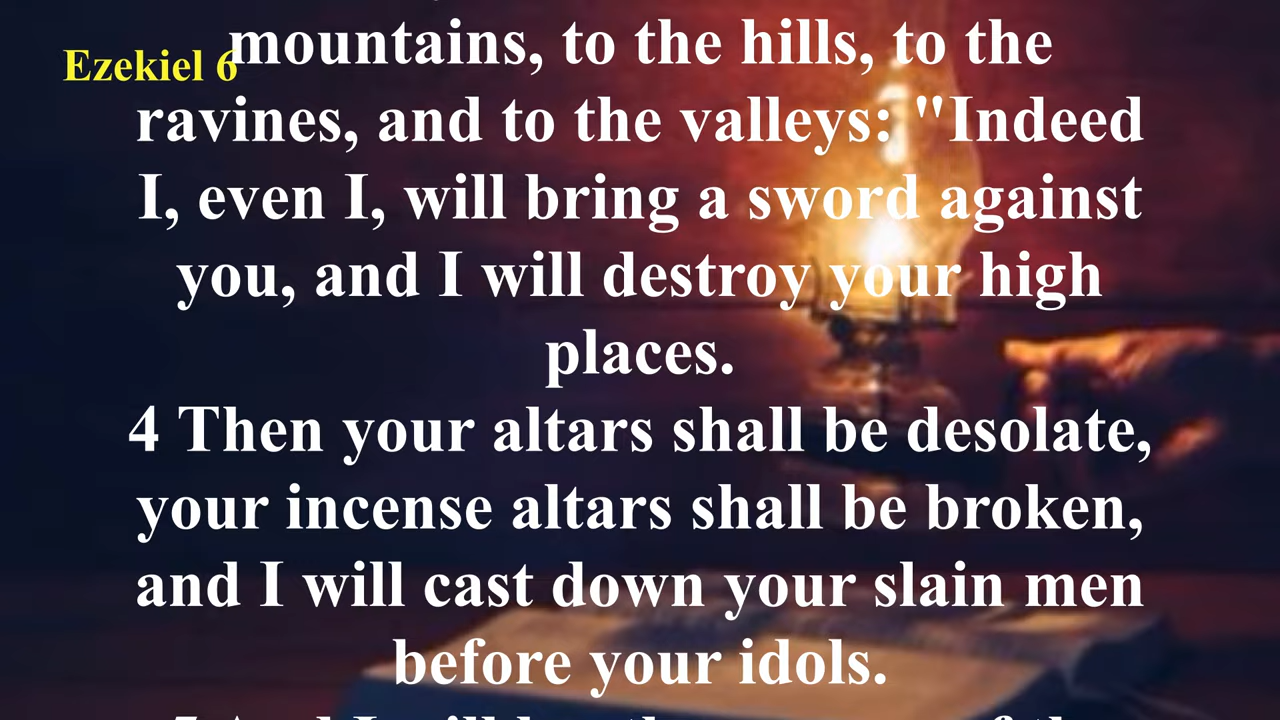 Ezekiel 6
mountains, to the hills, to the
ravines, and to the valleys: "Indeed
I, even I, will bring a sword against
you, and I will destroy your high
places.
4 Then your altars shall be desolate,
your incense altars shall be broken,
and I will cast down your slain men
before your idols.